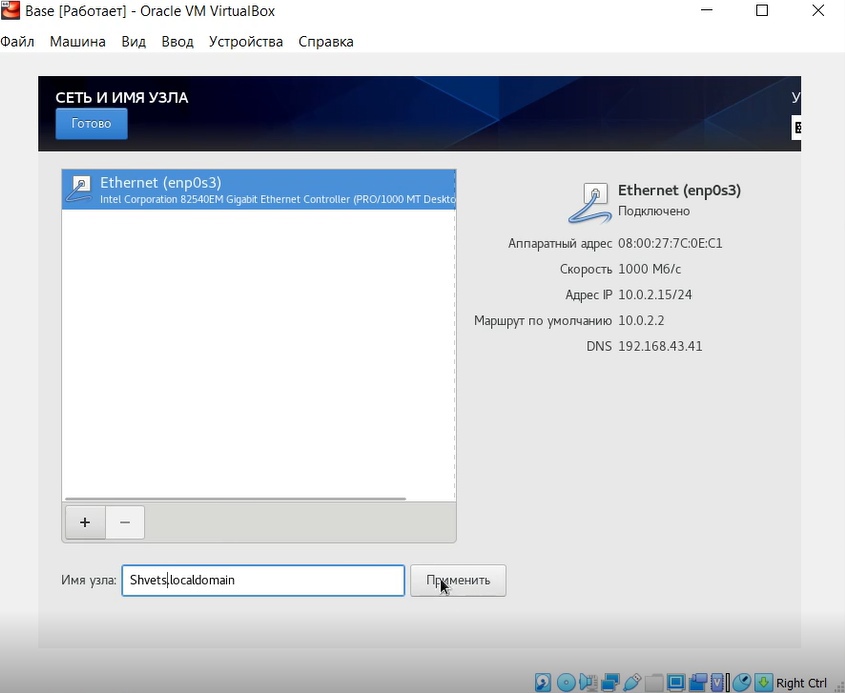 Base [Работает] - Oracle VM VirtualBox
Файл Машина Вид Ввод Устройства Справка
СЕТЬ И ИМЯ УЗЛА
У
Готово
Ethernet (enp0s3)
Intel Corporation 82540EM Gigabit Ethernet Controller (PRO/1000 MT Deskto
Ethernet (enp0s3)
Подключено
Аппаратный адрес 08:00:27:7C:0E:C1
Скорость 1000 Мб/с
Адрес IP 10.0.2.15/24
Маршрут по умолчанию 10.0.2.2
DNS 192.168.43.41
+ −
Имя узла: Shvets.localdomain Применить
Right Ctrl